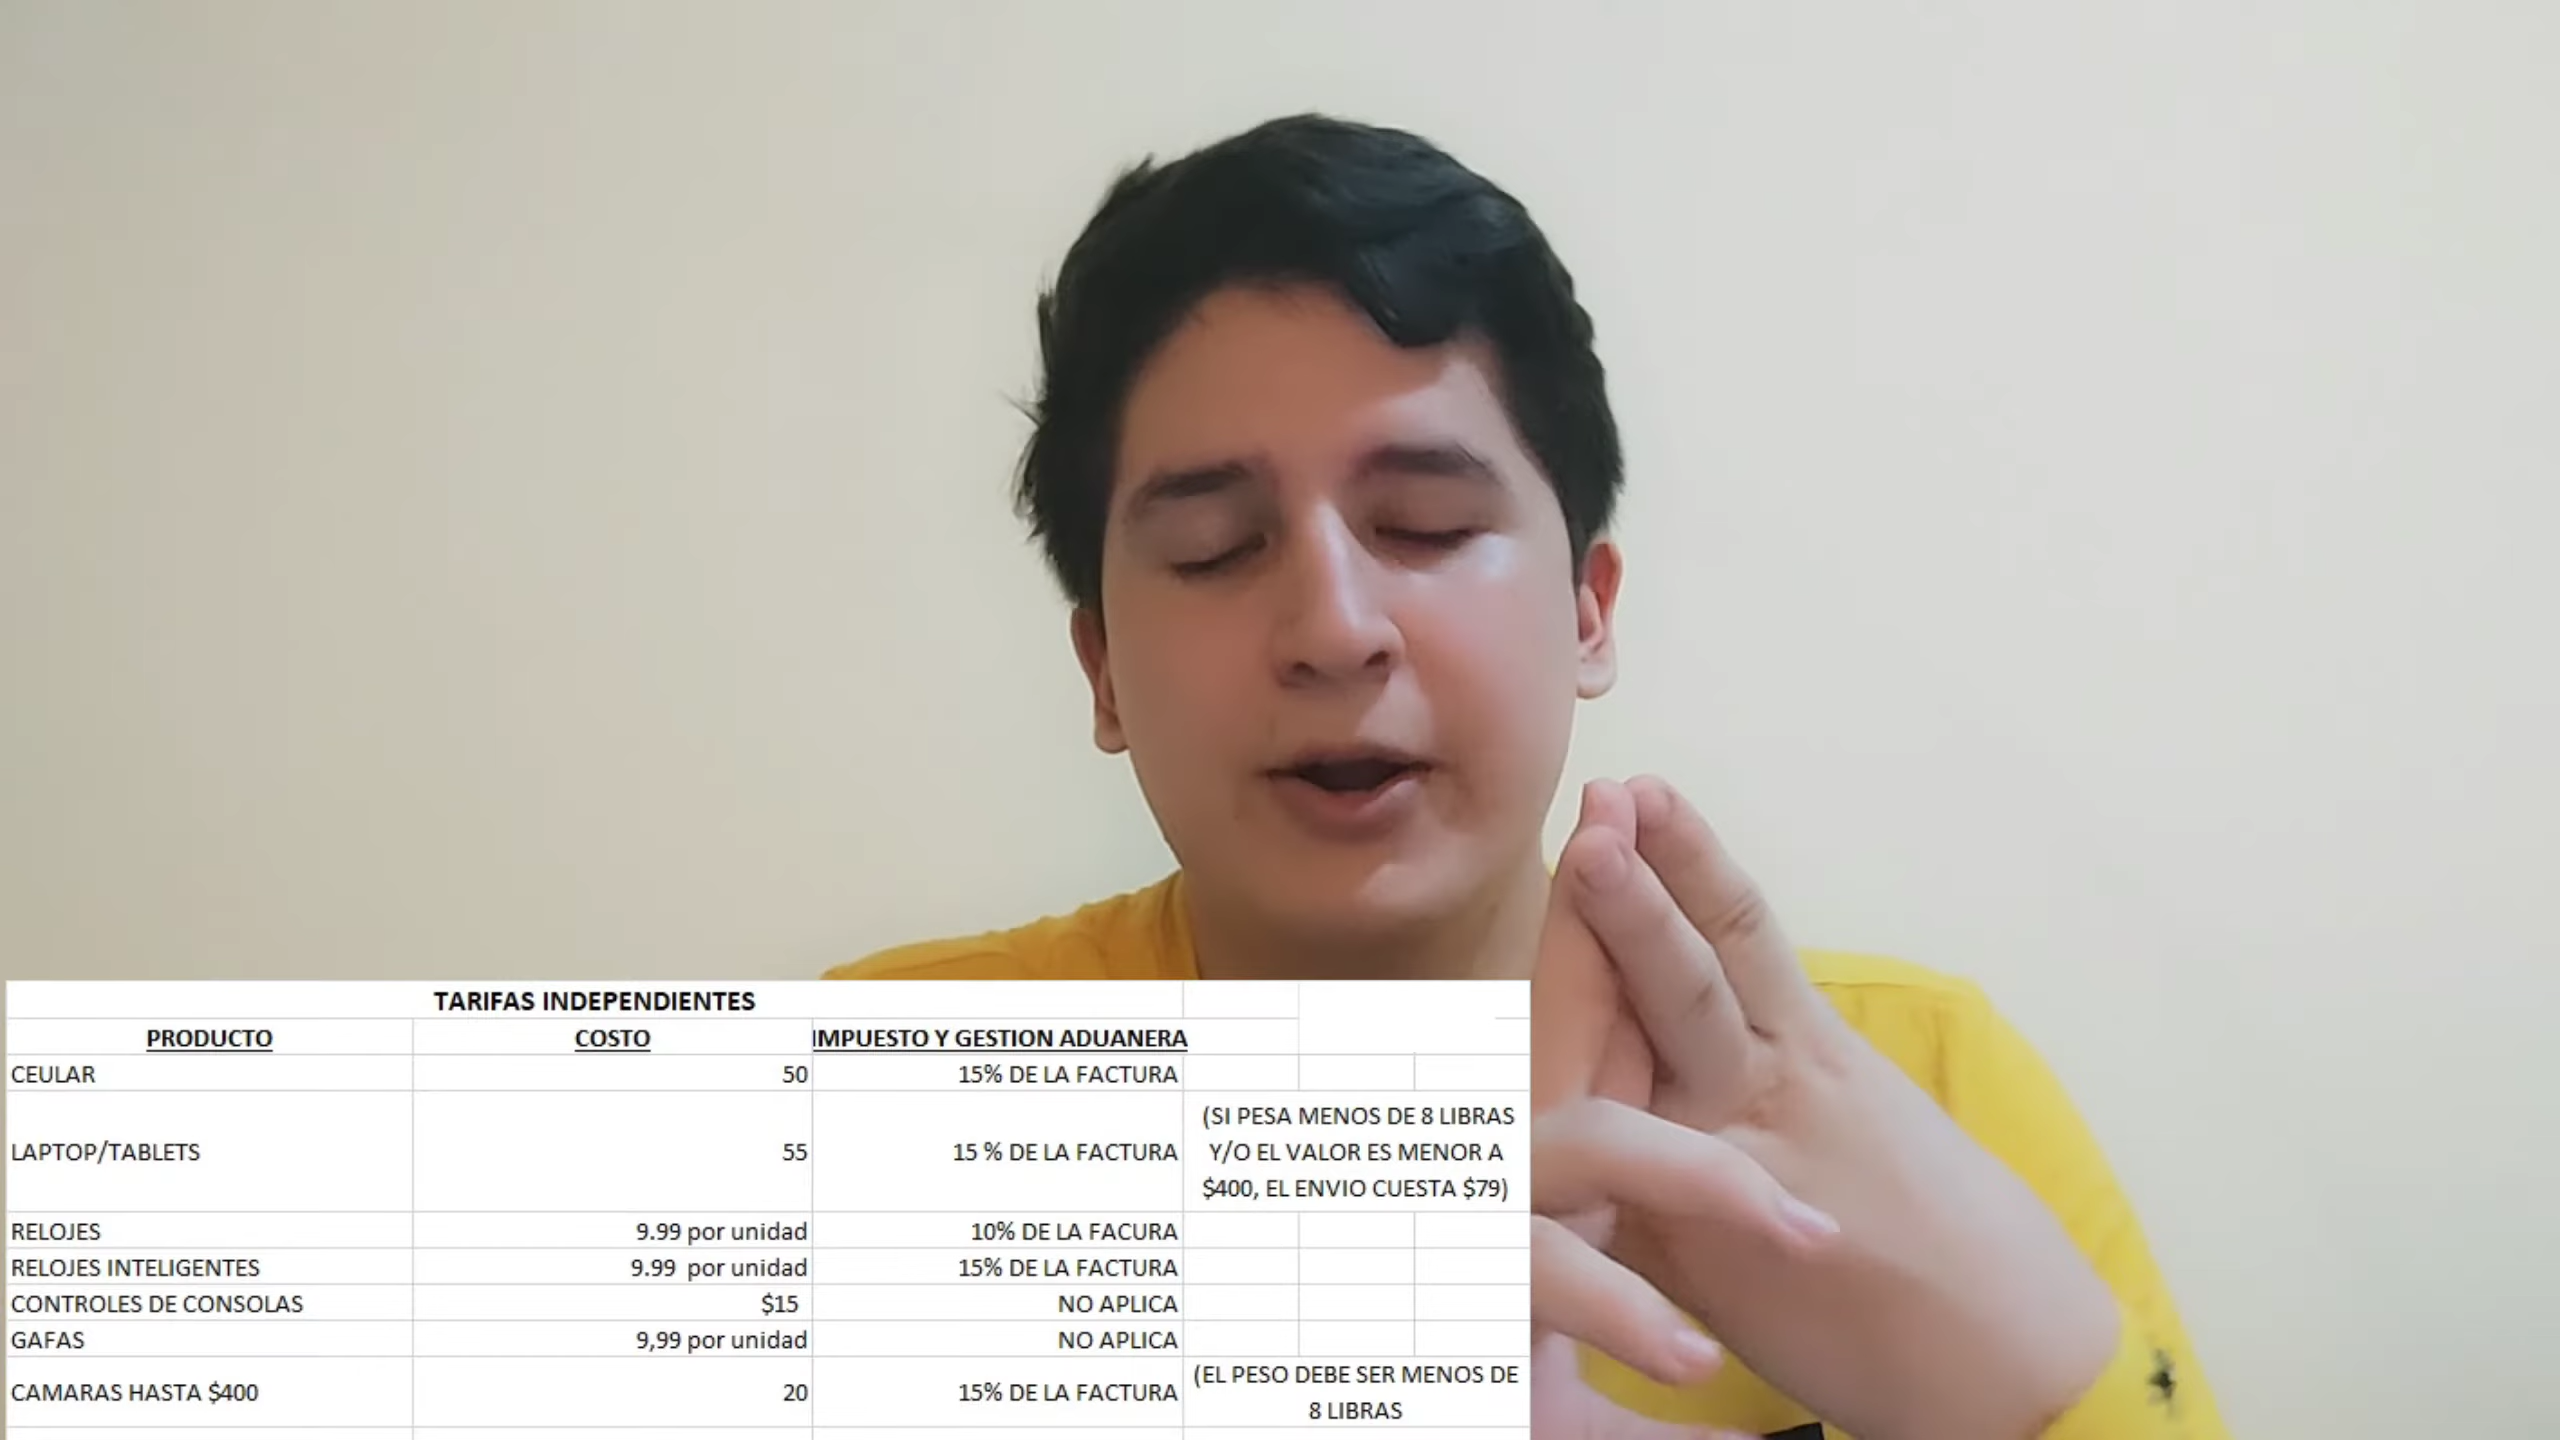 TARIFAS INDEPENDIENTES
PRODUCTO COSTO IMPUESTO Y GESTION ADUANERA
CEULAR 50 15% DE LA FACTURA
LAPTOP/TABLETS 55 15 % DE LA FACTURA (SI PESA MENOS DE 8 LIBRAS
Y/O EL VALOR ES MENOR A
$400, EL ENVIO CUESTA $79)
RELOJES 9.99 por unidad 10% DE LA FACURA
RELOJES INTELIGENTES 9.99 por unidad 15% DE LA FACTURA
CONTROLES DE CONSOLAS $15 NO APLICA
GAFAS 9,99 por unidad NO APLICA
CAMARAS HASTA $400 20 15% DE LA FACTURA (EL PESO DEBE SER MENOS DE
8 LIBRAS